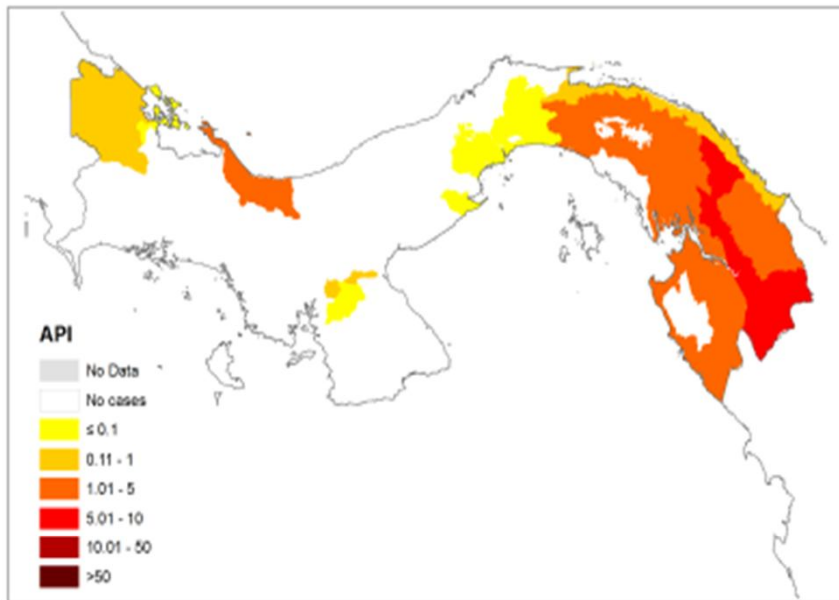 API
No Data
No cases
≤ 0.1
0.11 - 1
1.01 - 5
5.01 - 10
10.01 - 50
>50